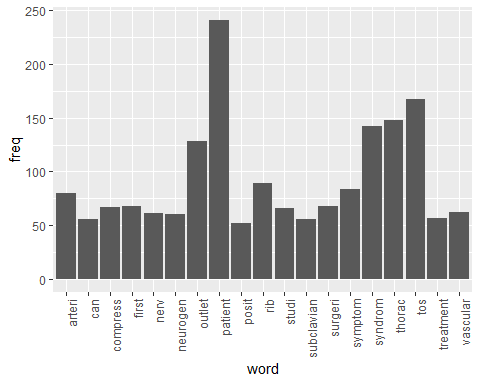 250
200
150
100
50
0
freq
arteri
can
compress
first
nerv
neurogen
outlet
patient
posit
rib
studi
subclavian
surgeri
symptom
syndrom
thorac
tos
treatment
vascular
word